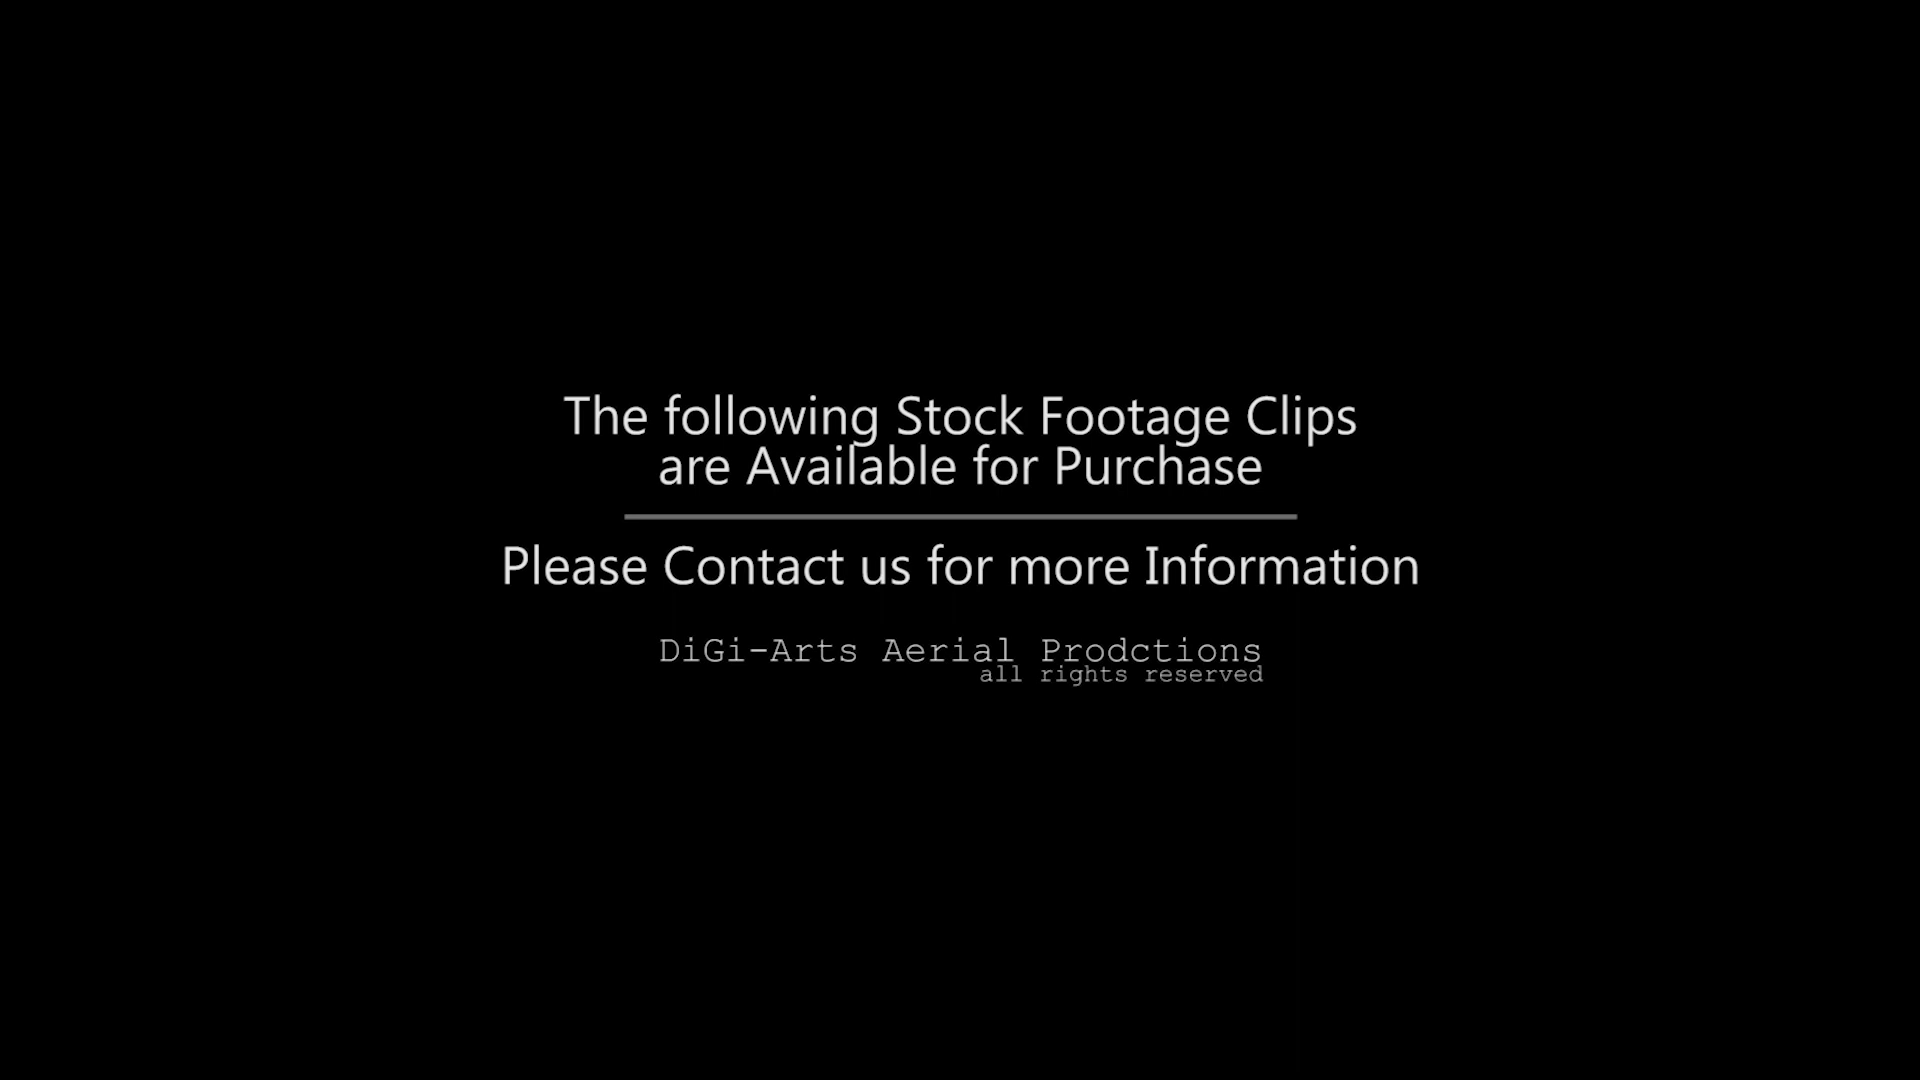 The following Stock Footage Clips
are Available for Purchase
Please Contact us for more Information
DiGi-Arts Aerial Prodctions
all rights reserved